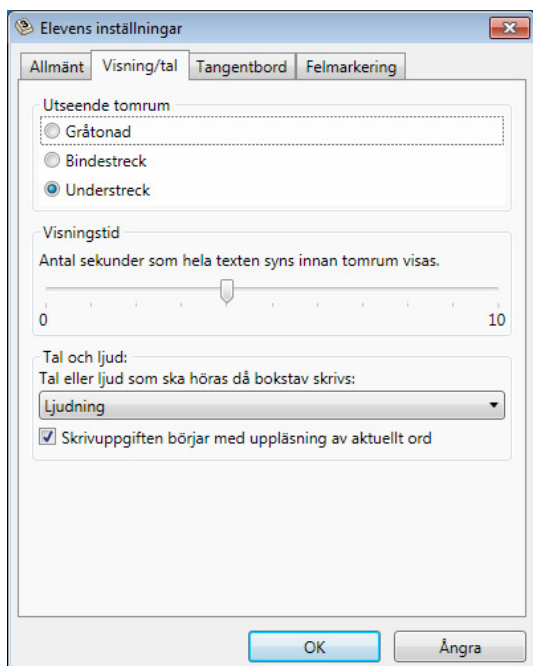 Elevens inställningar
Allmänt Visning/tal Tangentbord Felmarkering
Utseende tomrum
Gråtonad
Bindestreck
Understreck
Visningstid
Antal sekunder som hela texten syns innan tomrum visas.
0 10
Tal och ljud:
Tal eller ljud som ska höras då bokstav skrivs:
Ljudning
Skrivuppgiften börjar med uppläsning av aktuellt ord
OK Ångra